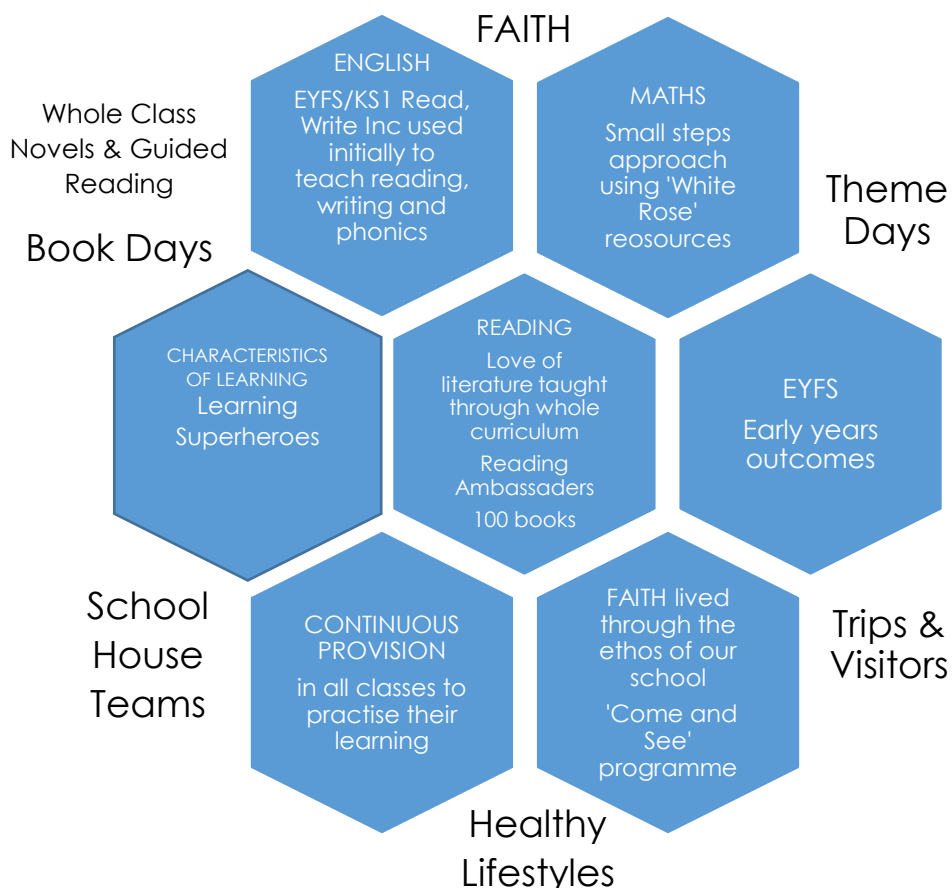 FAITH
Whole Class
Novels & Guided
Reading
Book Days
ENGLISH
EYFS/KS1 Read,
Write Inc used
initially to
teach reading,
writing and
phonics
MATHS
Small steps
approach
using 'White
Rose'
reosources
Theme
Days
CHARACTERISTICS
OF LEARNING
Learning
Superheroes
READING
Love of
literature taught
through whole
curriculum
Reading
Ambassaders
100 books
EYFS
Early years
outcomes
School
House
Teams
CONTINUOUS
PROVISION
in all classes to
practise their
learning
FAITH lived
through the
ethos of our
school
'Come and
See'
programme
Trips &
Visitors
Healthy
Lifestyles